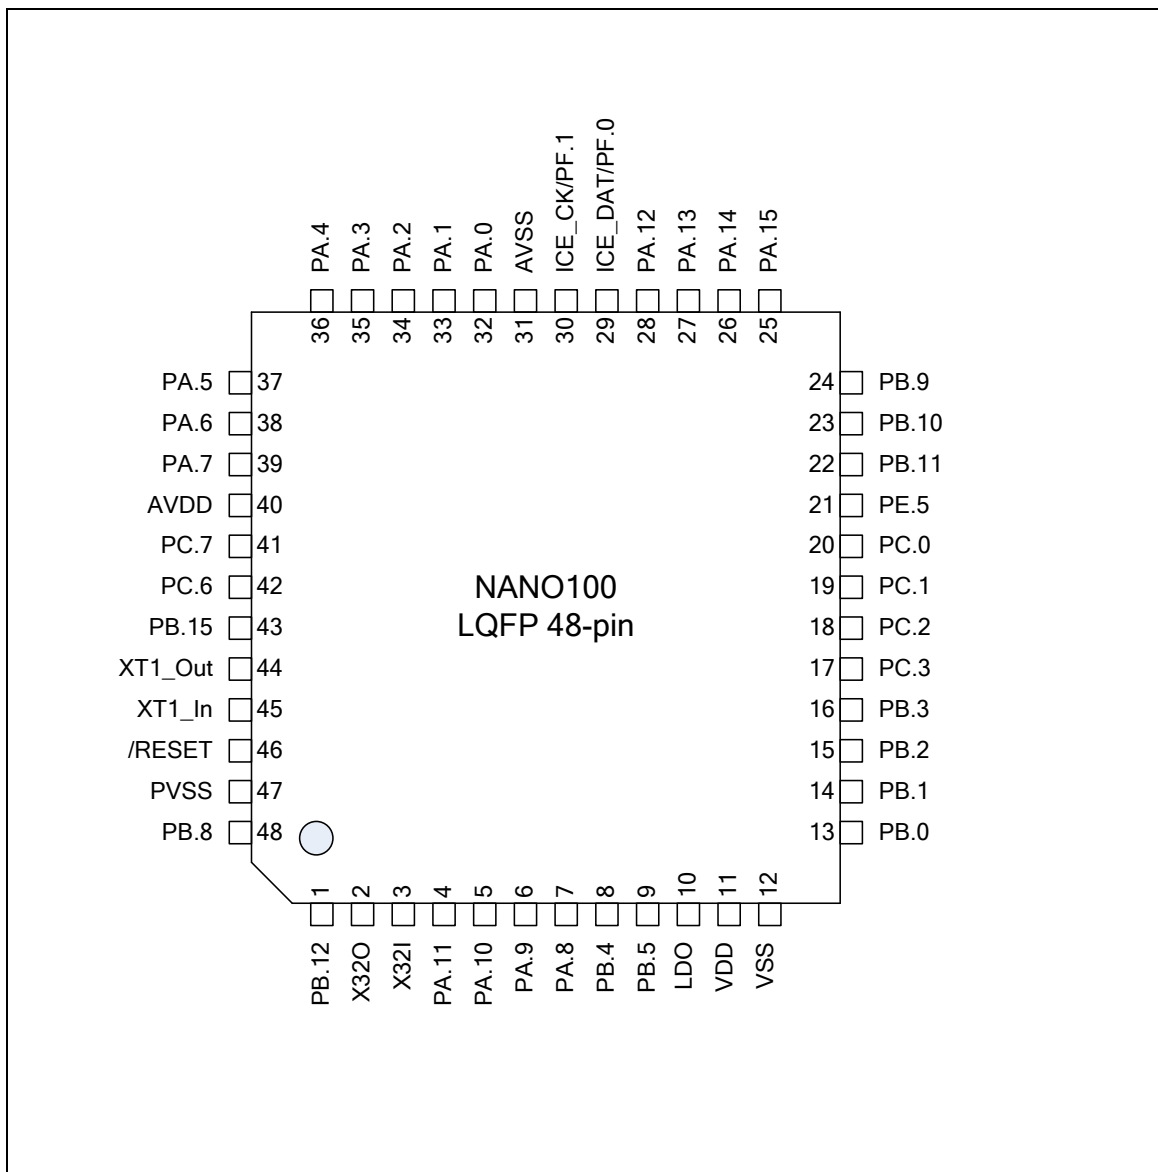 PA.4
PA.3
PA.2
PA.1
PA.0
AVSS
ICE_CK/PF.1
ICE_DAT/PF.0
PA.12
PA.13
PA.14
PA.15
36
35
34
33
32
31
30
29
28
27
26
25
PA.5 37
PA.6 38
PA.7 39
AVDD 40
PC.7 41
PC.6 42
PB.15 43
XT1_Out 44
XT1_In 45
/RESET 46
PVSS 47
PB.8 48
NANO100
LQFP 48-pin
24 PB.9
23 PB.10
22 PB.11
21 PE.5
20 PC.0
19 PC.1
18 PC.2
17 PC.3
16 PB.3
15 PB.2
14 PB.1
13 PB.0
1
2
3
4
5
6
7
8
9
10
11
12
PB.12
X32O
X32I
PA.11
PA.10
PA.9
PA.8
PB.4
PB.5
LDO
VDD
VSS